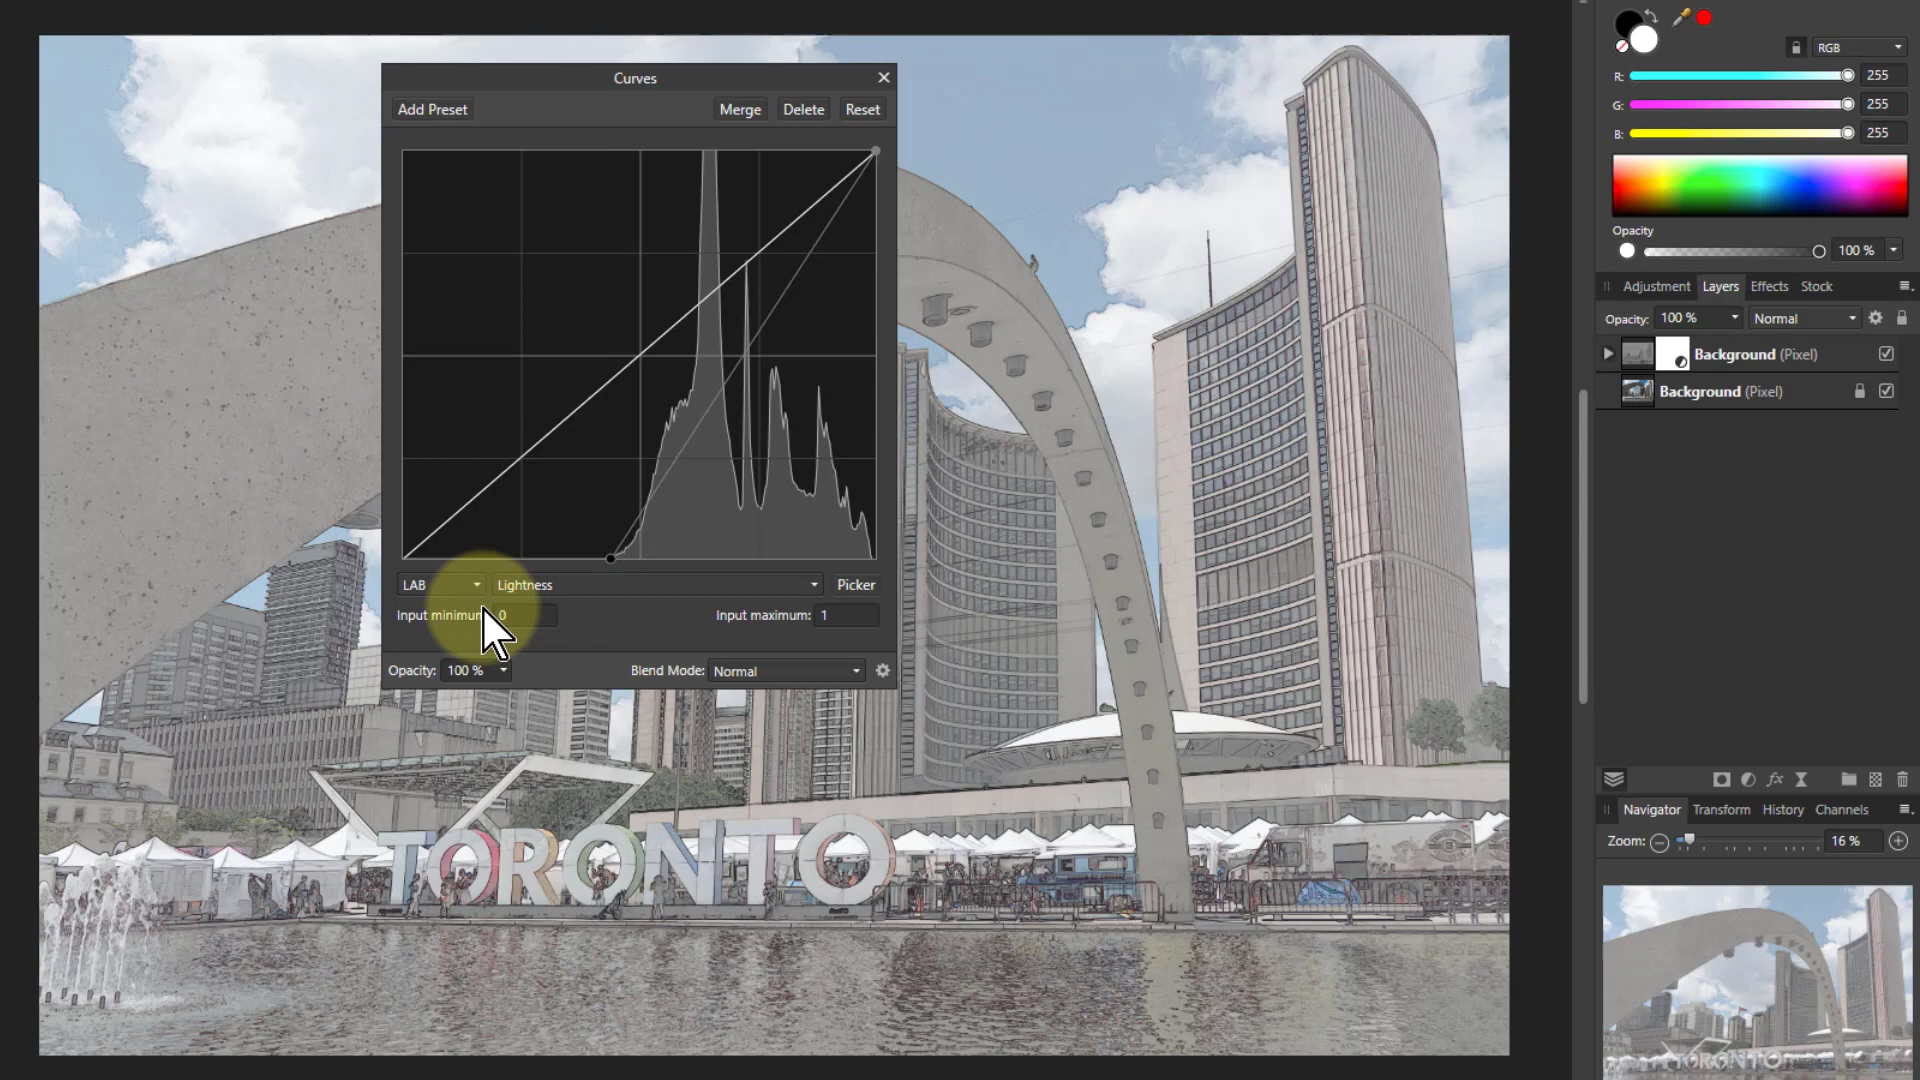 Curves
Add Preset
Merge
Delete
Reset
LAB
Lightness
Picker
Input minimum: 0
Input maximum: 1
Opacity: 100 %
Blend Mode: Normal
RGB
R: 255
G: 255
B: 255
Opacity
100 %
Adjustment
Layers
Effects
Stock
Opacity: 100 %
Normal
Background (Pixel)
Background (Pixel)
fx
Navigator
Transform
History
Channels
Zoom:
16 %
TORONTO
TORONTO